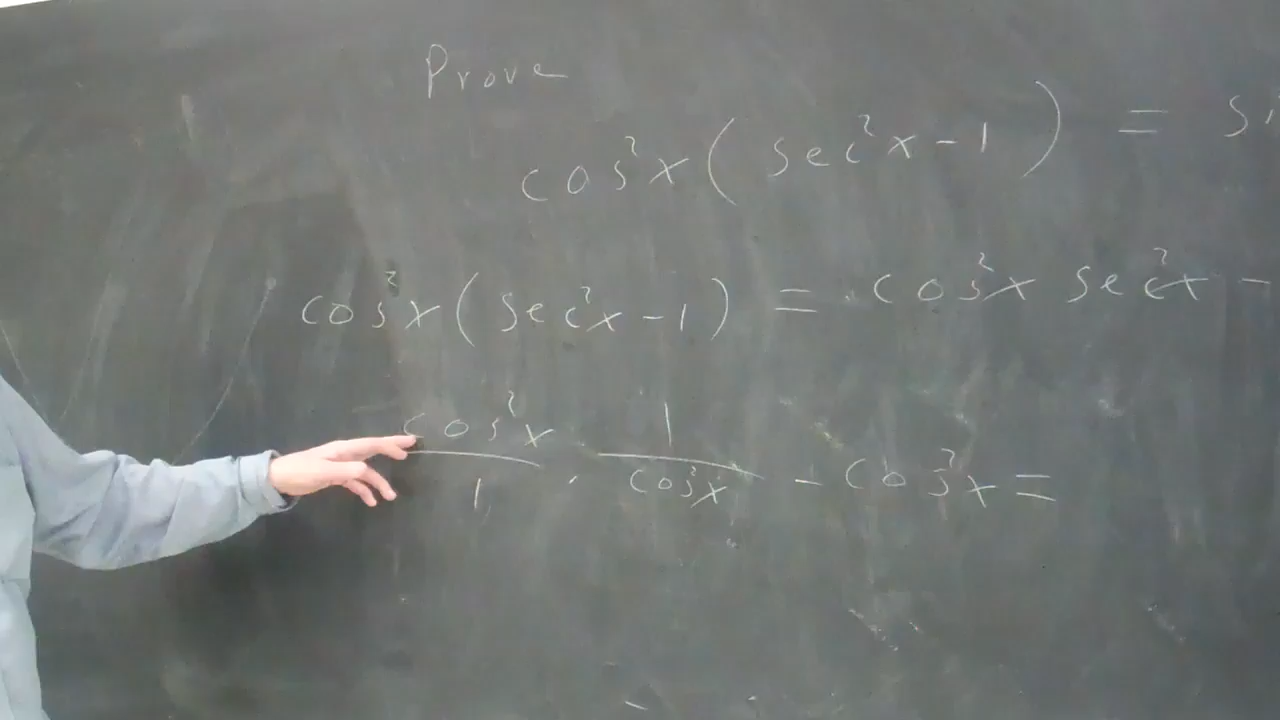 Prove
cos²x(sec²x-1) = si
cos²x(sec²x-1) = cos²x sec²x -
cos²x/1 · 1/cos²x - cos²x =